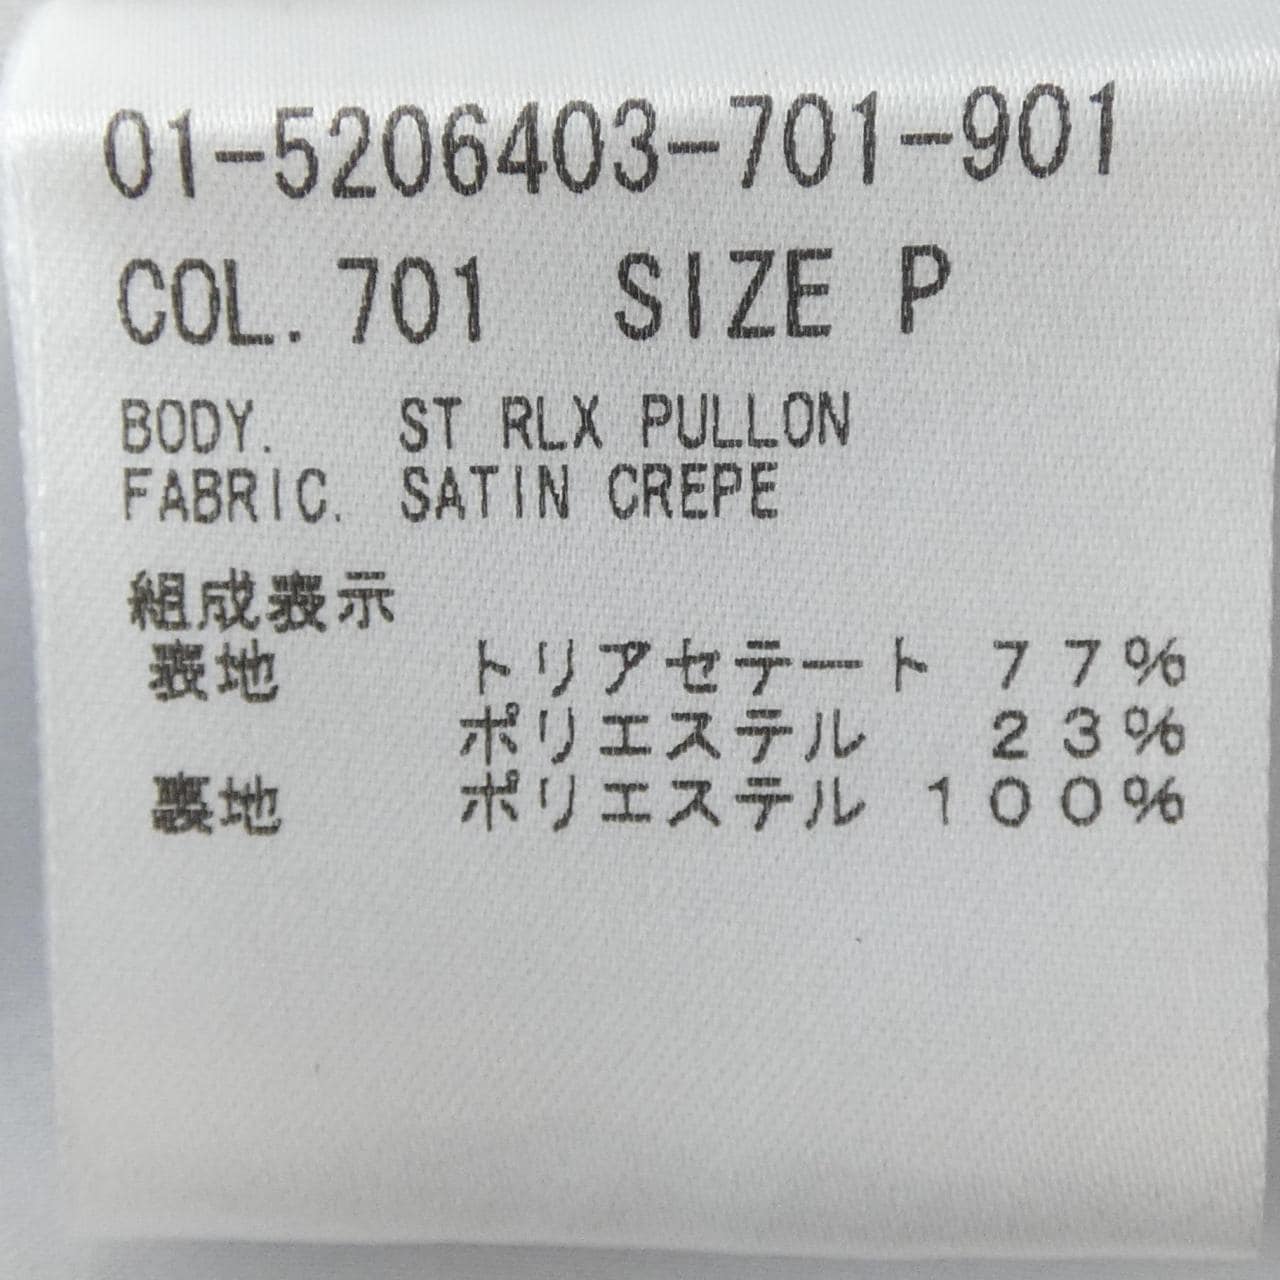 01-5206403-701-901
COL. 701 SIZE P
BODY. ST RLX PULLON
FABRIC. SATIN CREPE
組成表示
表地 トリアセテート 77%
ポリエステル 23%
裏地 ポリエステル 100%